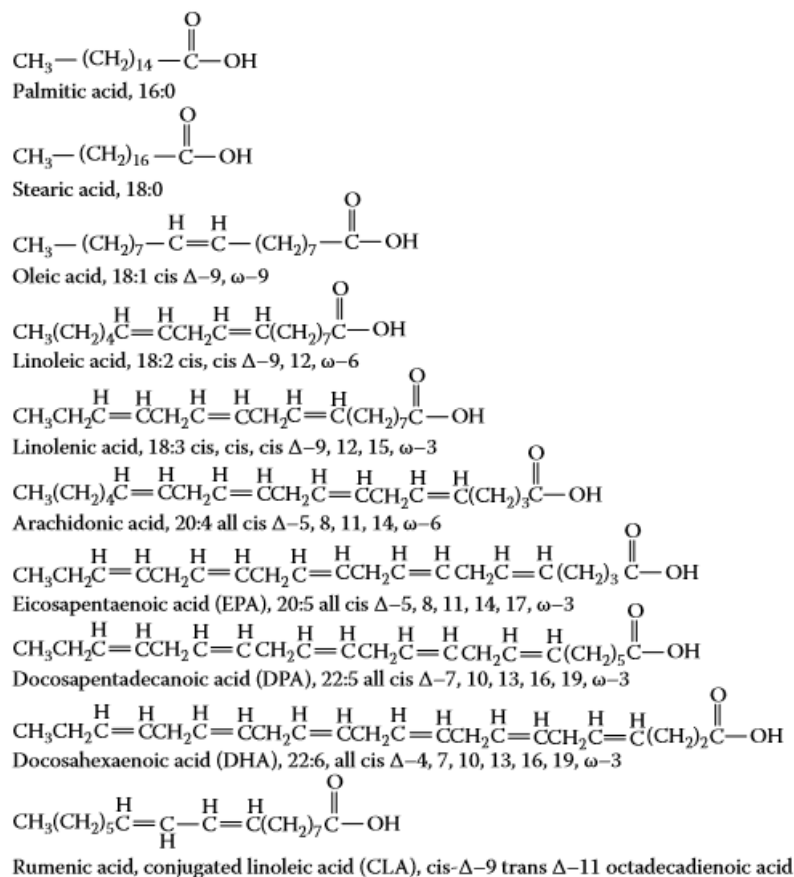 O
CH₃—(CH₂)₁₄—C—OH
Palmitic acid, 16:0
O
CH₃—(CH₂)₁₆—C—OH
Stearic acid, 18:0
O
H H
CH₃—(CH₂)₇—C=C—(CH₂)₇—C—OH
Oleic acid, 18:1 cis Δ–9, ω–9
O
H H H H
CH₃(CH₂)₄C=CCH₂C=C(CH₂)₇C—OH
Linoleic acid, 18:2 cis, cis Δ–9, 12, ω–6
O
H H H H H H
CH₃CH₂C=CCH₂C=CCH₂C=C(CH₂)₇C—OH
Linolenic acid, 18:3 cis, cis, cis Δ–9, 12, 15, ω–3
O
H H H H H H H H
CH₃(CH₂)₄C=CCH₂C=CCH₂C=CCH₂C=C(CH₂)₃C—OH
Arachidonic acid, 20:4 all cis Δ–5, 8, 11, 14, ω–6
O
H H H H H H H H H H
CH₃CH₂C=CCH₂C=CCH₂C=CCH₂C=C CH₂C=C(CH₂)₃ C—OH
Eicosapentaenoic acid (EPA), 20:5 all cis Δ–5, 8, 11, 14, 17, ω–3
O
H H H H H H H H H H
CH₃CH₂C=CCH₂C=C CH₂C=CCH₂C=C CH₂C=C(CH₂)₅C—OH
Docosapentadecanoic acid (DPA), 22:5 all cis Δ–7, 10, 13, 16, 19, ω–3
O
H H H H H H H H H H H H
CH₃CH₂C=CCH₂C=CCH₂C=CCH₂C=CCH₂C=CCH₂C=C(CH₂)₂C—OH
Docosahexaenoic acid (DHA), 22:6, all cis Δ–4, 7, 10, 13, 16, 19, ω–3
O
H H H
CH₃(CH₂)₅C=C—C=C(CH₂)₇C—OH
H
Rumenic acid, conjugated linoleic acid (CLA), cis-Δ–9 trans Δ–11 octadecadienoic acid